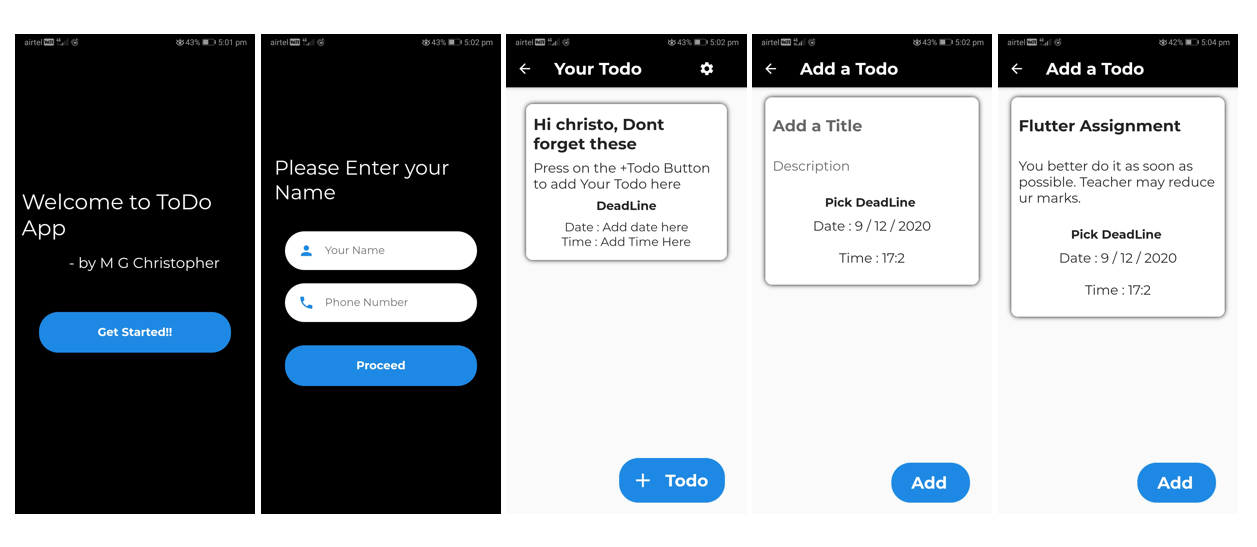 airtel 43% 5:01 pm
Welcome to ToDo
App
- by M G Christopher
Get Started!!
airtel 43% 5:02 pm
Please Enter your
Name
Your Name
Phone Number
Proceed
airtel 43% 5:02 pm
Your Todo
Hi christo, Dont
forget these
Press on the +Todo Button
to add Your Todo here
DeadLine
Date : Add date here
Time : Add Time Here
+ Todo
airtel 43% 5:02 pm
Add a Todo
Add a Title
Description
Pick DeadLine
Date : 9 / 12 / 2020
Time : 17:2
Add
airtel 42% 5:04 pm
Add a Todo
Flutter Assignment
You better do it as soon as
possible. Teacher may reduce
ur marks.
Pick DeadLine
Date : 9 / 12 / 2020
Time : 17:2
Add